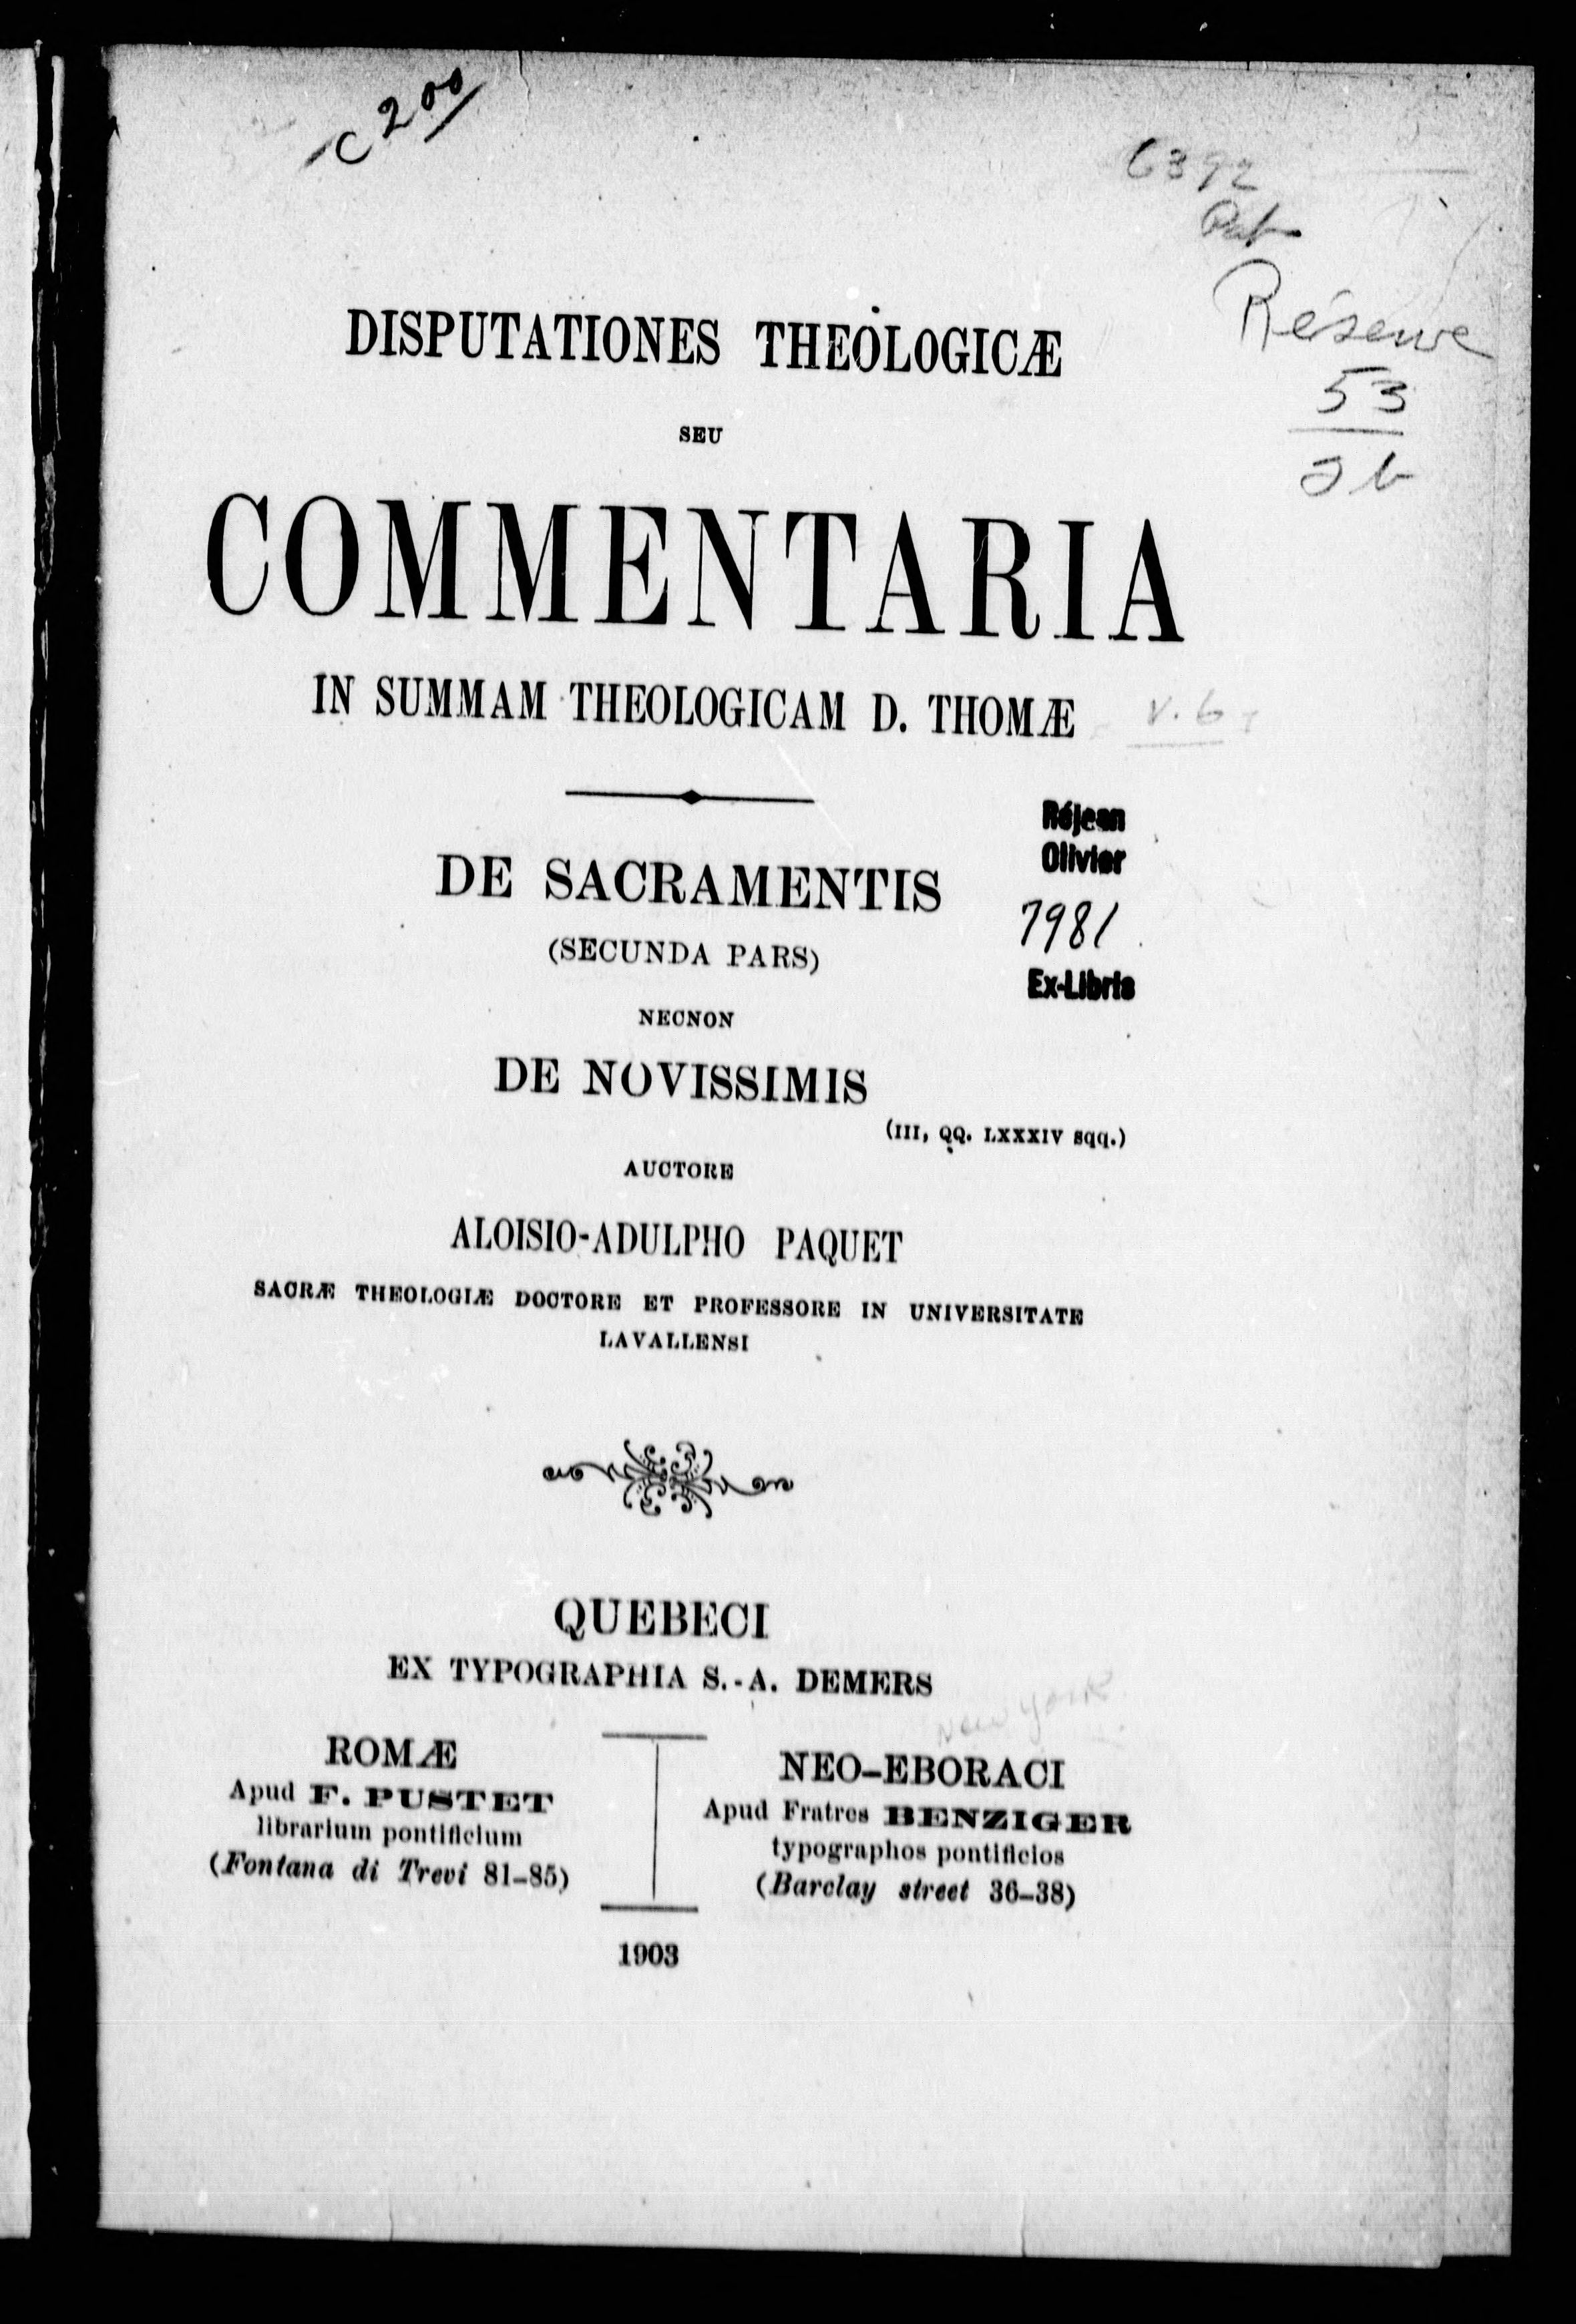 C 2 00
6392
Réserve
53
DISPUTATIONES THEOLOGICÆ
SEU
COMMENTARIA
IN SUMMAM THEOLOGICAM D. THOMÆ
v. 6
DE SACRAMENTIS
(SECUNDA PARS)
Réjean
Olivier
7981
Ex-Libris
NECNON
DE NOVISSIMIS
(III, QQ. LXXXIV sqq.)
AUCTORE
ALOISIO-ADULPHO PAQUET
SACRÆ THEOLOGIÆ DOCTORE ET PROFESSORE IN UNIVERSITATE
LAVALLENSI
QUEBECI
EX TYPOGRAPHIA S.-A. DEMERS
New York
ROMÆ
Apud F. PUSTET
librarium pontificium
(Fontana di Trevi 81-85)
NEO-EBORACI
Apud Fratres BENZIGER
typographos pontificios
(Barclay street 36-38)
1903